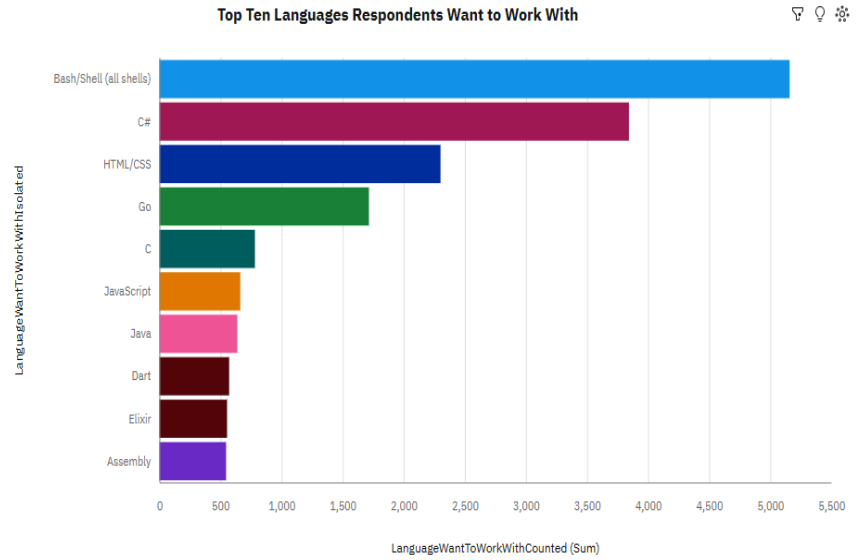 Top Ten Languages Respondents Want to Work With
LanguageWantToWorkWithIsolated
Bash/Shell (all shells)
C#
HTML/CSS
Go
C
JavaScript
Java
Dart
Elixir
Assembly
0 500 1,000 1,500 2,000 2,500 3,000 3,500 4,000 4,500 5,000 5,500
LanguageWantToWorkWithCounted (Sum)